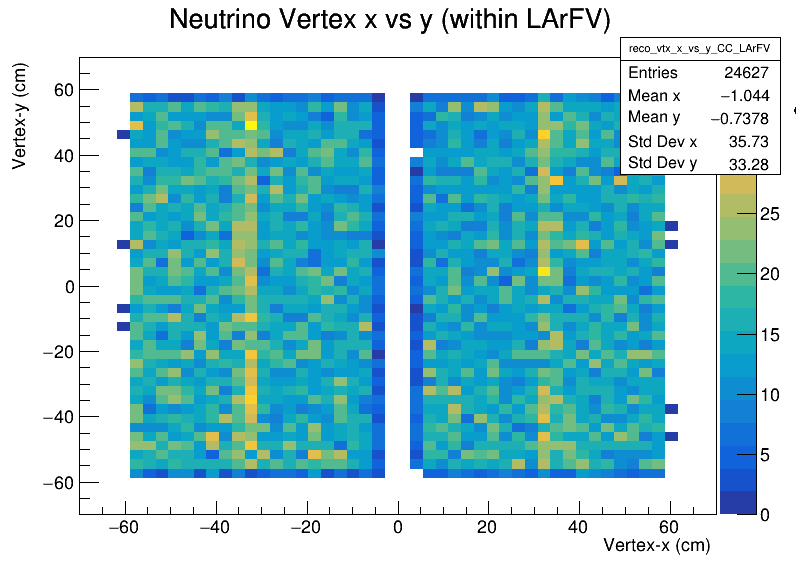 Neutrino Vertex x vs y (within LArFV)
reco_vtx_x_vs_y_CC_LArFV
Entries 24627
Mean x −1.044
Mean y −0.7378
Std Dev x 35.73
Std Dev y 33.28
Vertex-y (cm)
60
40
20
0
−20
−40
−60
−60 −40 −20 0 20 40 60
Vertex-x (cm)
25
20
15
10
5
0